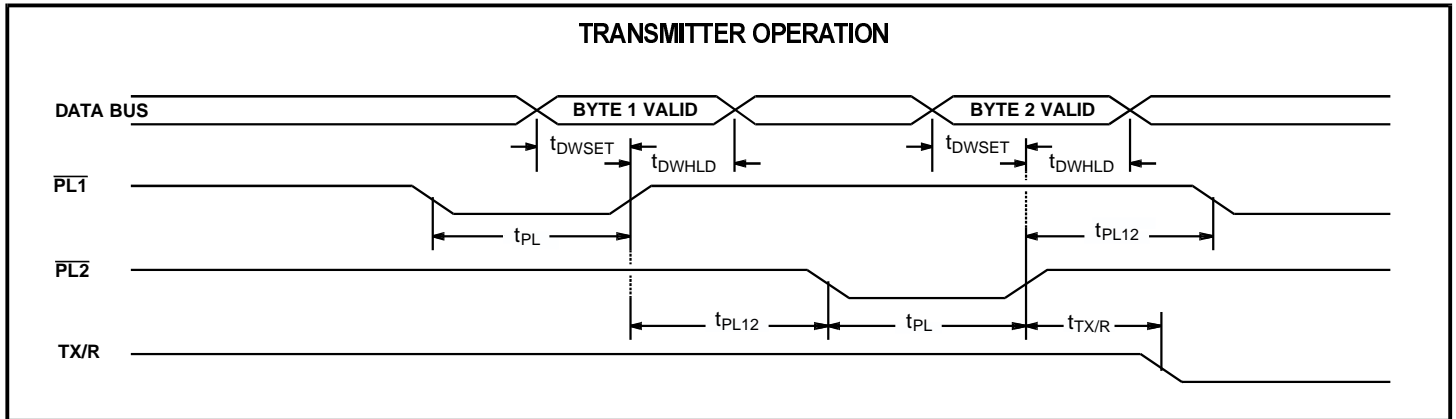 TRANSMITTER OPERATION
DATA BUS
BYTE 1 VALID
BYTE 2 VALID
tDWSET
tDWHLD
tDWSET
tDWHLD
PL1
tPL
tPL12
PL2
tPL12
tPL
tTX/R
TX/R